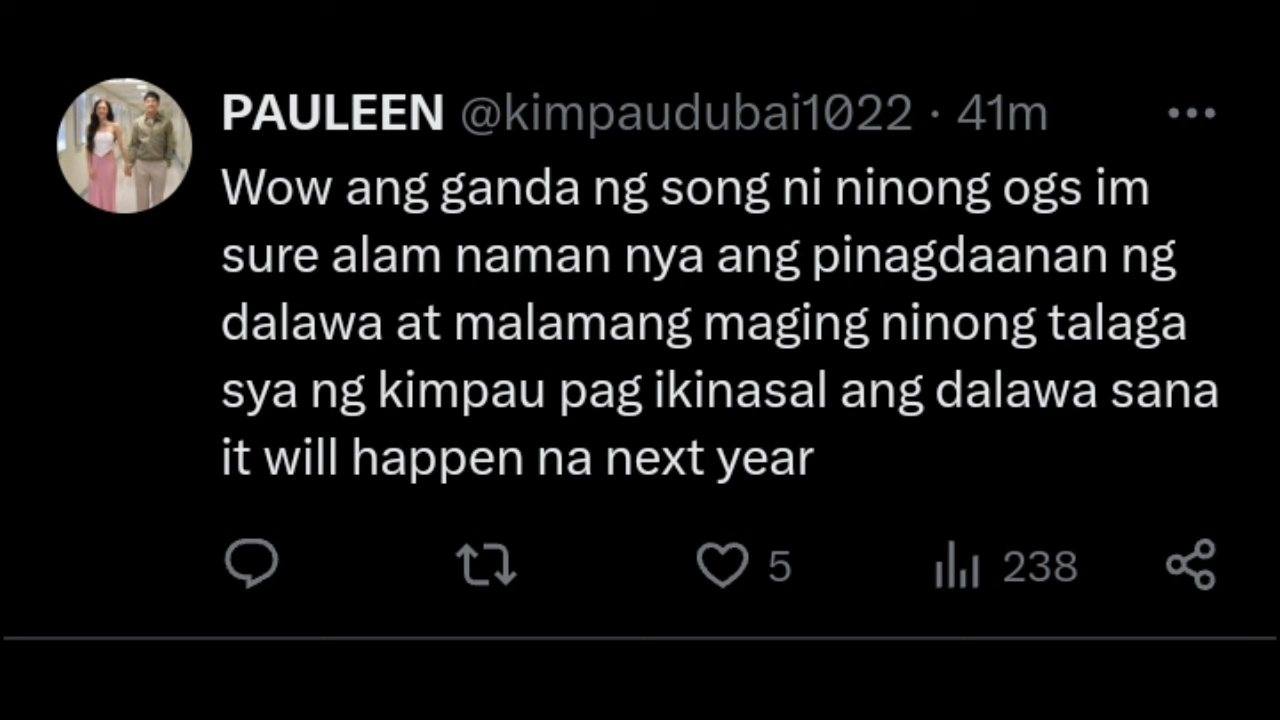 PAULEEN @kimpaudubai1022 · 41m
Wow ang ganda ng song ni ninong ogs im
sure alam naman nya ang pinagdaanan ng
dalawa at malamang maging ninong talaga
sya ng kimpau pag ikinasal ang dalawa sana
it will happen na next year
5 238